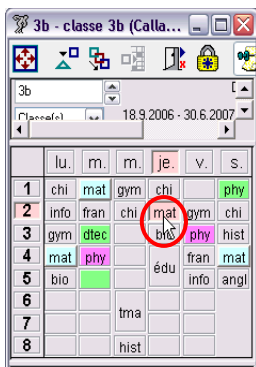 3b - classe 3b (Calla...
3b
Classe(s) 18.9.2006 - 30.6.2007
lu. m. m. je. v. s.
1 chi mat gym chi phy
2 info fran chi mat gym chi
3 gym dtec bio phy hist
4 mat phy édu fran mat
5 bio info angl
6
7 tma
8 hist